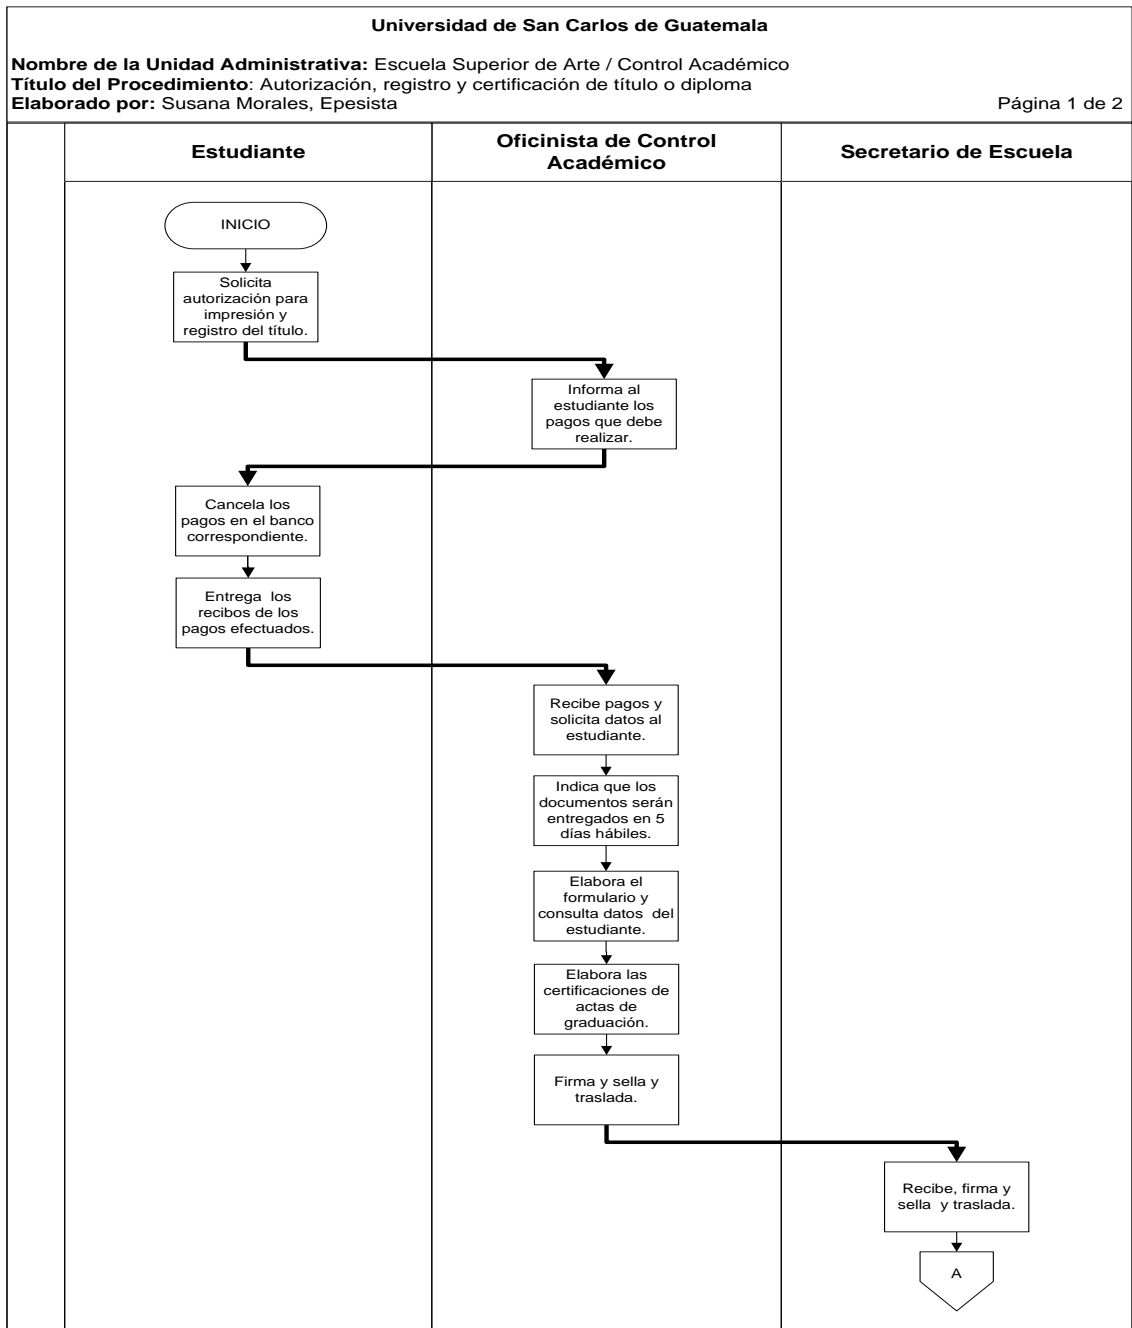 Universidad de San Carlos de Guatemala
Nombre de la Unidad Administrativa: Escuela Superior de Arte / Control Académico
Título del Procedimiento: Autorización, registro y certificación de título o diploma
Elaborado por: Susana Morales, Epesista
Página 1 de 2
Estudiante
Oficinista de Control
Académico
Secretario de Escuela
INICIO
Solicita
autorización para
impresión y
registro del título.
Informa al
estudiante los
pagos que debe
realizar.
Cancela los
pagos en el banco
correspondiente.
Entrega los
recibos de los
pagos efectuados.
Recibe pagos y
solicita datos al
estudiante.
Indica que los
documentos serán
entregados en 5
días hábiles.
Elabora el
formulario y
consulta datos del
estudiante.
Elabora las
certificaciones de
actas de
graduación.
Firma y sella y
traslada.
Recibe, firma y
sella y traslada.
A